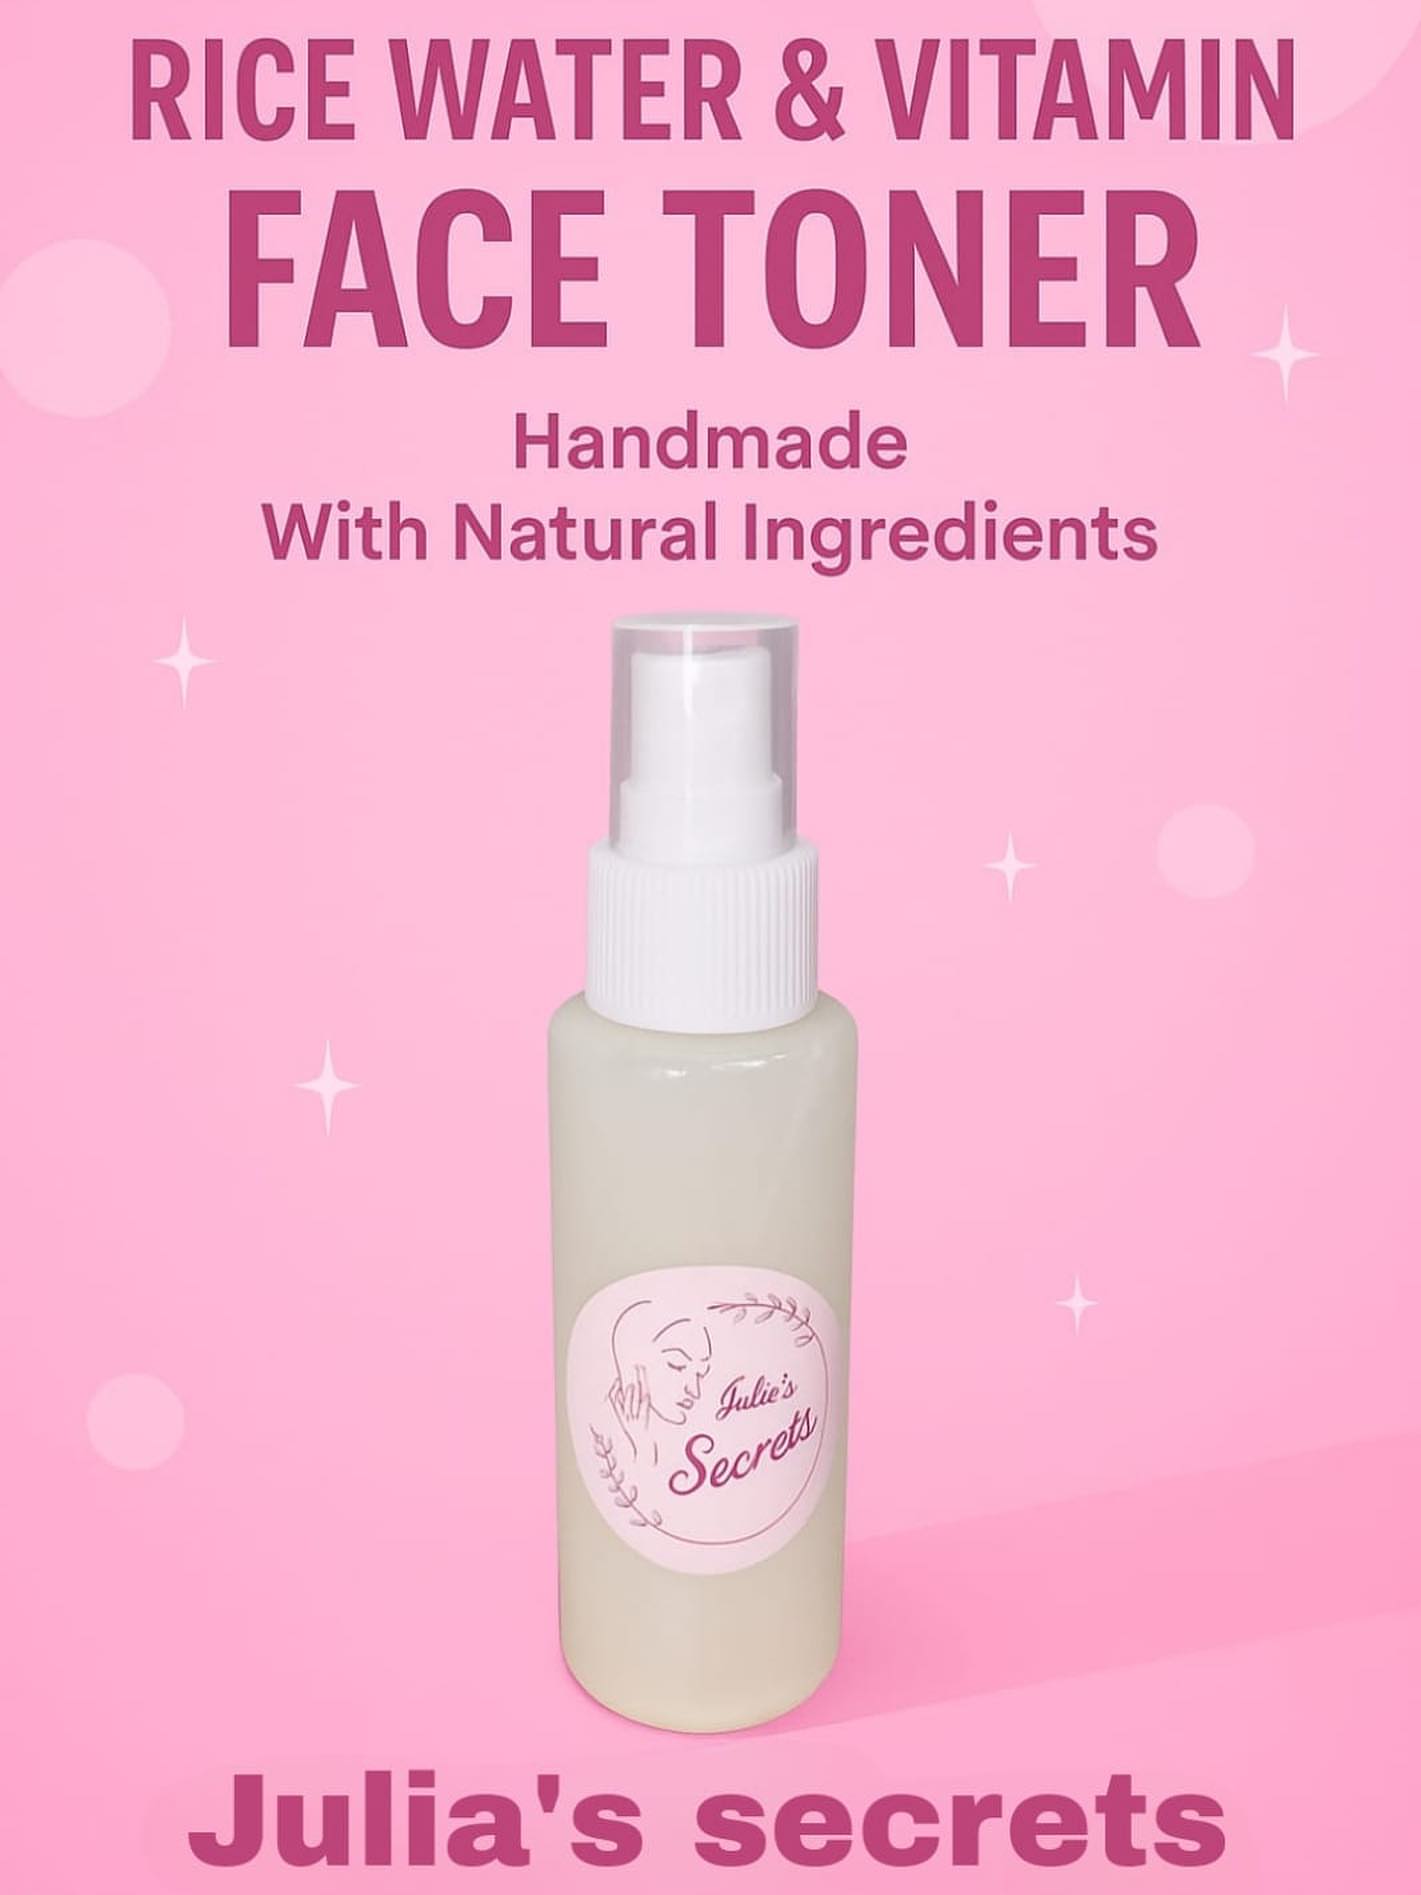 RICE WATER & VITAMIN
FACE TONER
Handmade
With Natural Ingredients
Julie's
Secrets
Julia's secrets